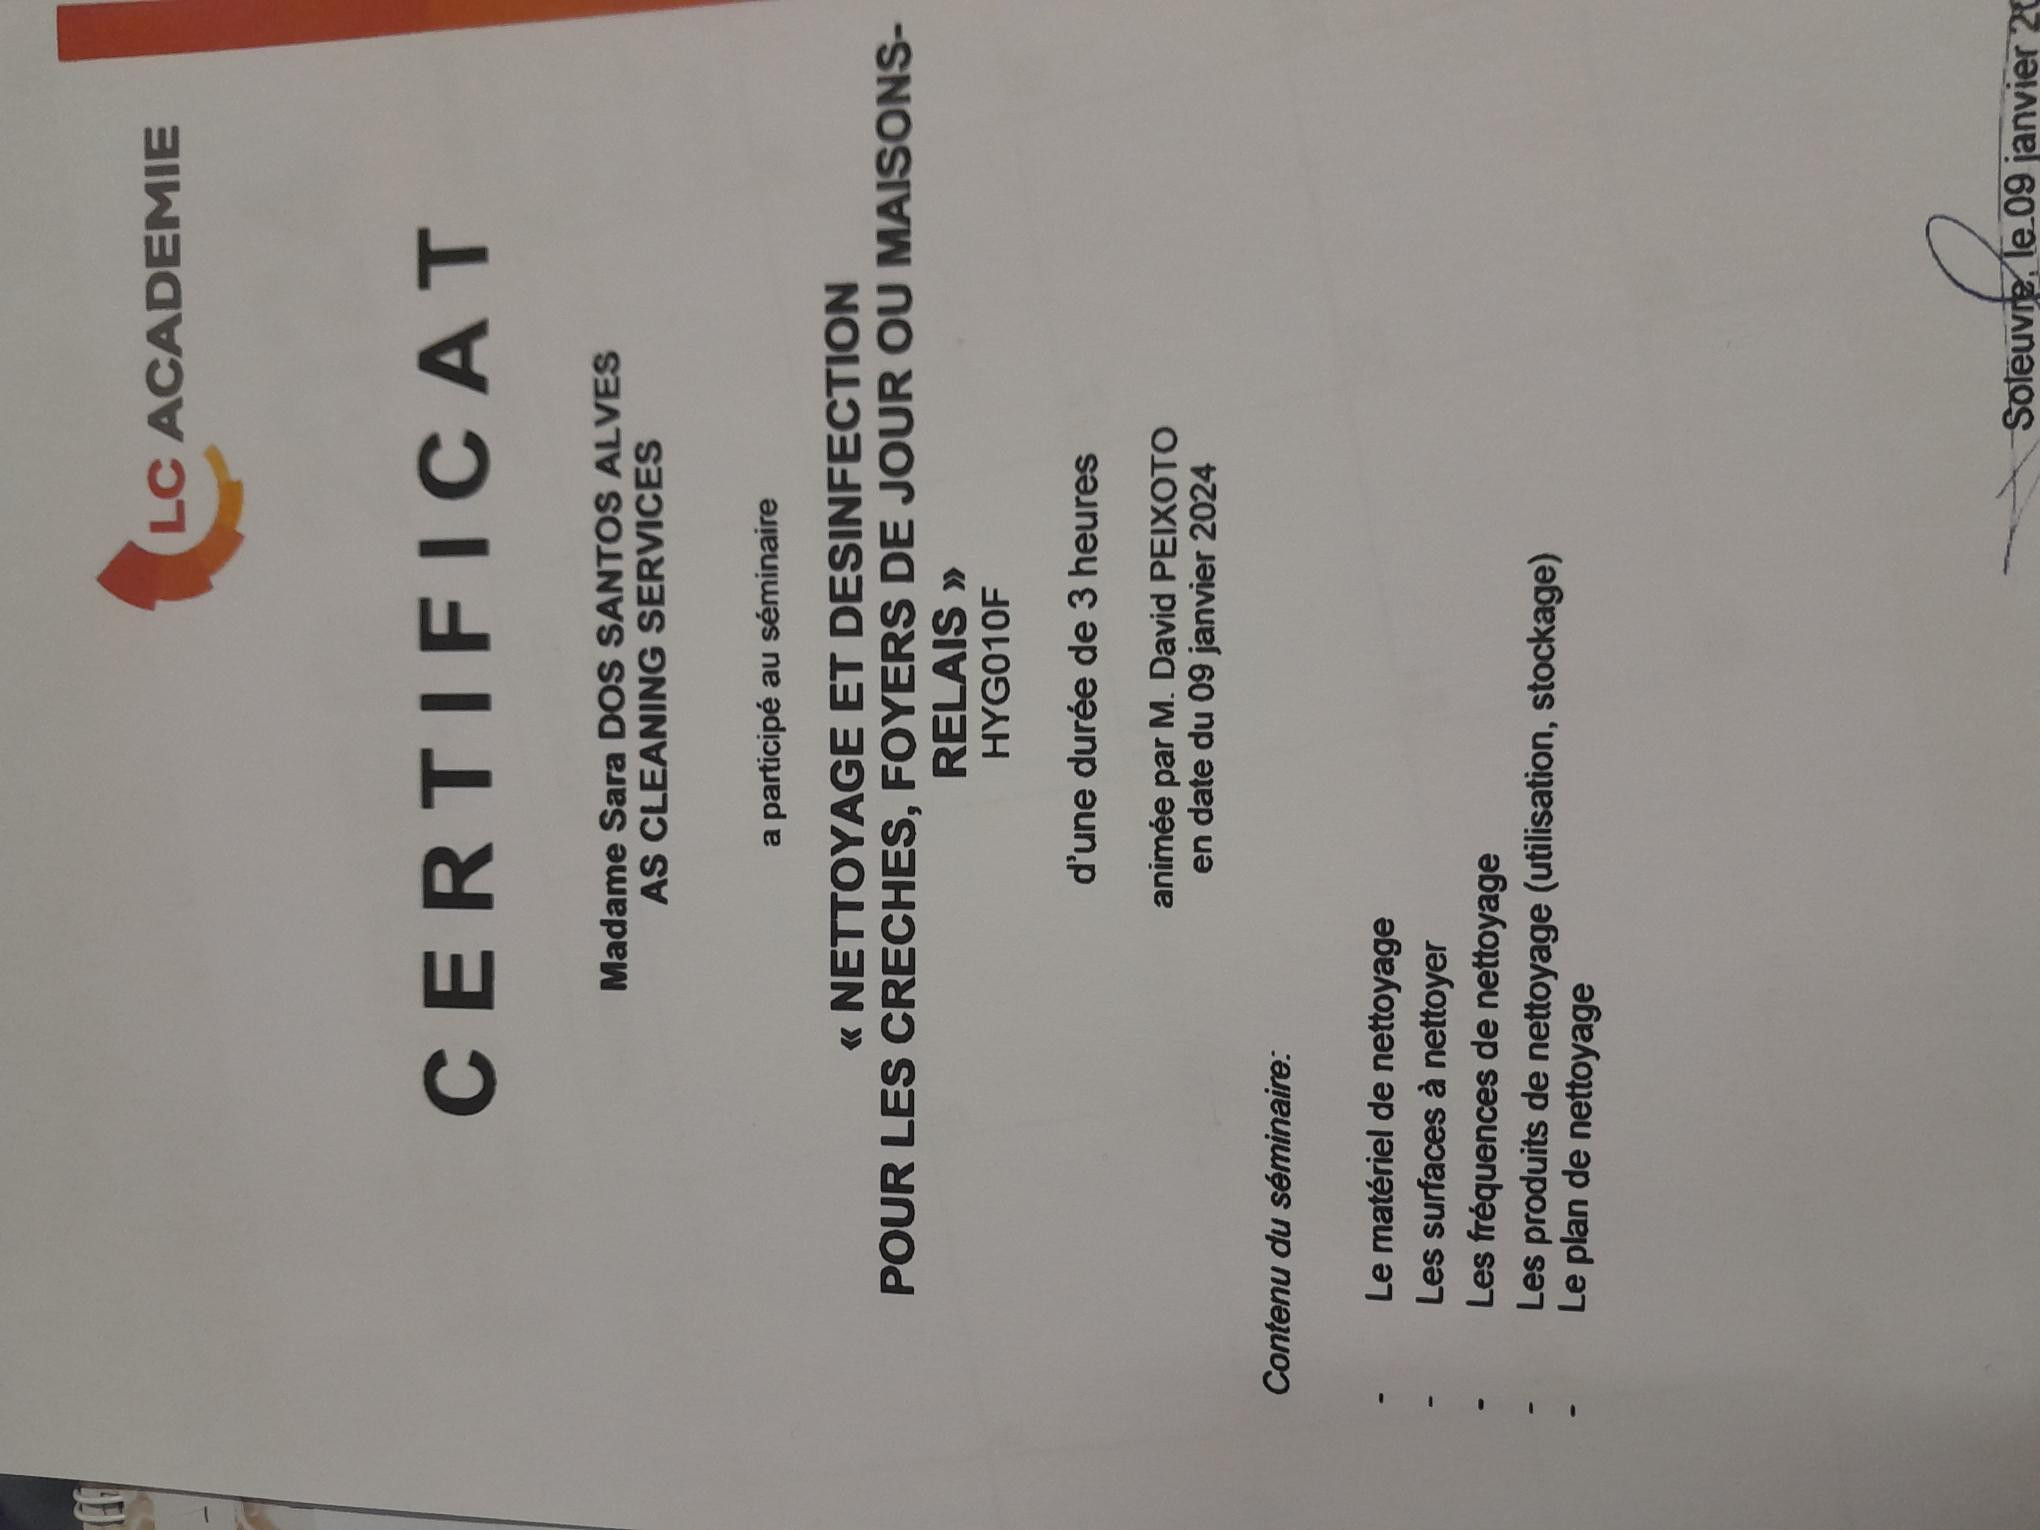 LC ACADEMIE
CERTIFICAT
Madame Sara DOS SANTOS ALVES
AS CLEANING SERVICES
a participé au séminaire
« NETTOYAGE ET DESINFECTION
POUR LES CRECHES, FOYERS DE JOUR OU MAISONS-
RELAIS »
HYG010F
d'une durée de 3 heures
animée par M. David PEIXOTO
en date du 09 janvier 2024
Contenu du séminaire:
- Le matériel de nettoyage
- Les surfaces à nettoyer
- Les fréquences de nettoyage
- Les produits de nettoyage (utilisation, stockage)
- Le plan de nettoyage
Soleuvre, le 09 janvier